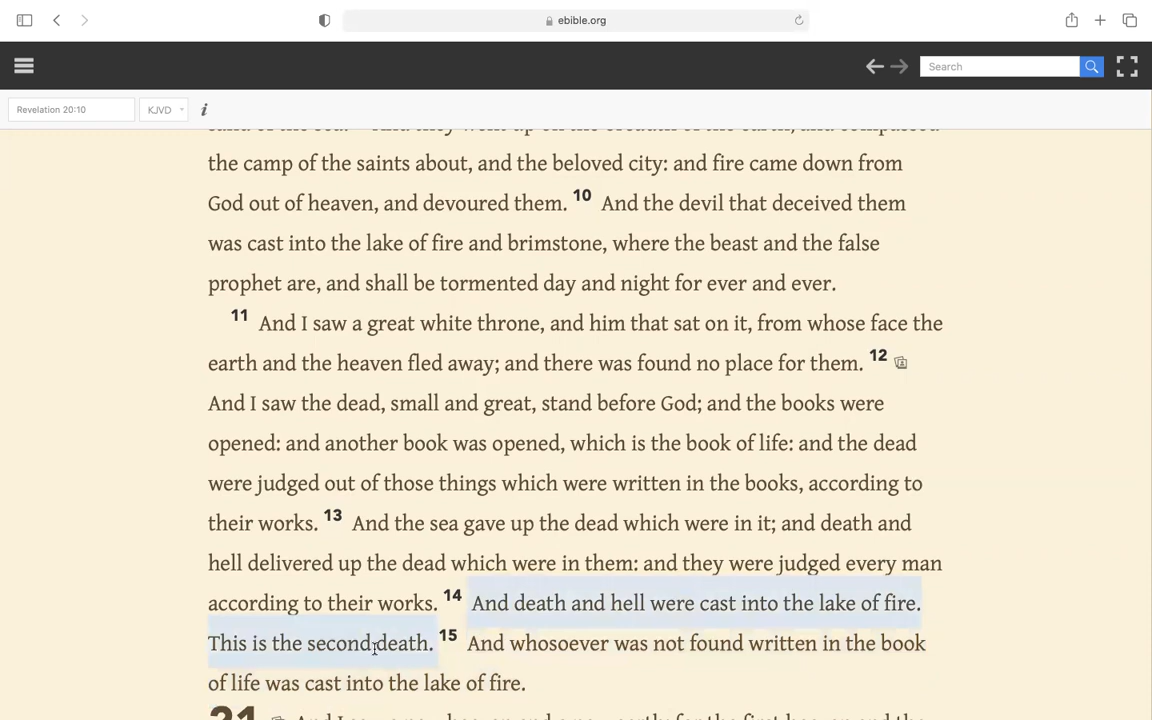 ebible.org
Search
Revelation 20:10
KJVD
i
the camp of the saints about, and the beloved city: and fire came down from
God out of heaven, and devoured them. 10 And the devil that deceived them
was cast into the lake of fire and brimstone, where the beast and the false
prophet are, and shall be tormented day and night for ever and ever.
11 And I saw a great white throne, and him that sat on it, from whose face the
earth and the heaven fled away; and there was found no place for them. 12
And I saw the dead, small and great, stand before God; and the books were
opened: and another book was opened, which is the book of life: and the dead
were judged out of those things which were written in the books, according to
their works. 13 And the sea gave up the dead which were in it; and death and
hell delivered up the dead which were in them: and they were judged every man
according to their works. 14 And death and hell were cast into the lake of fire.
This is the second death. 15 And whosoever was not found written in the book
of life was cast into the lake of fire.
21